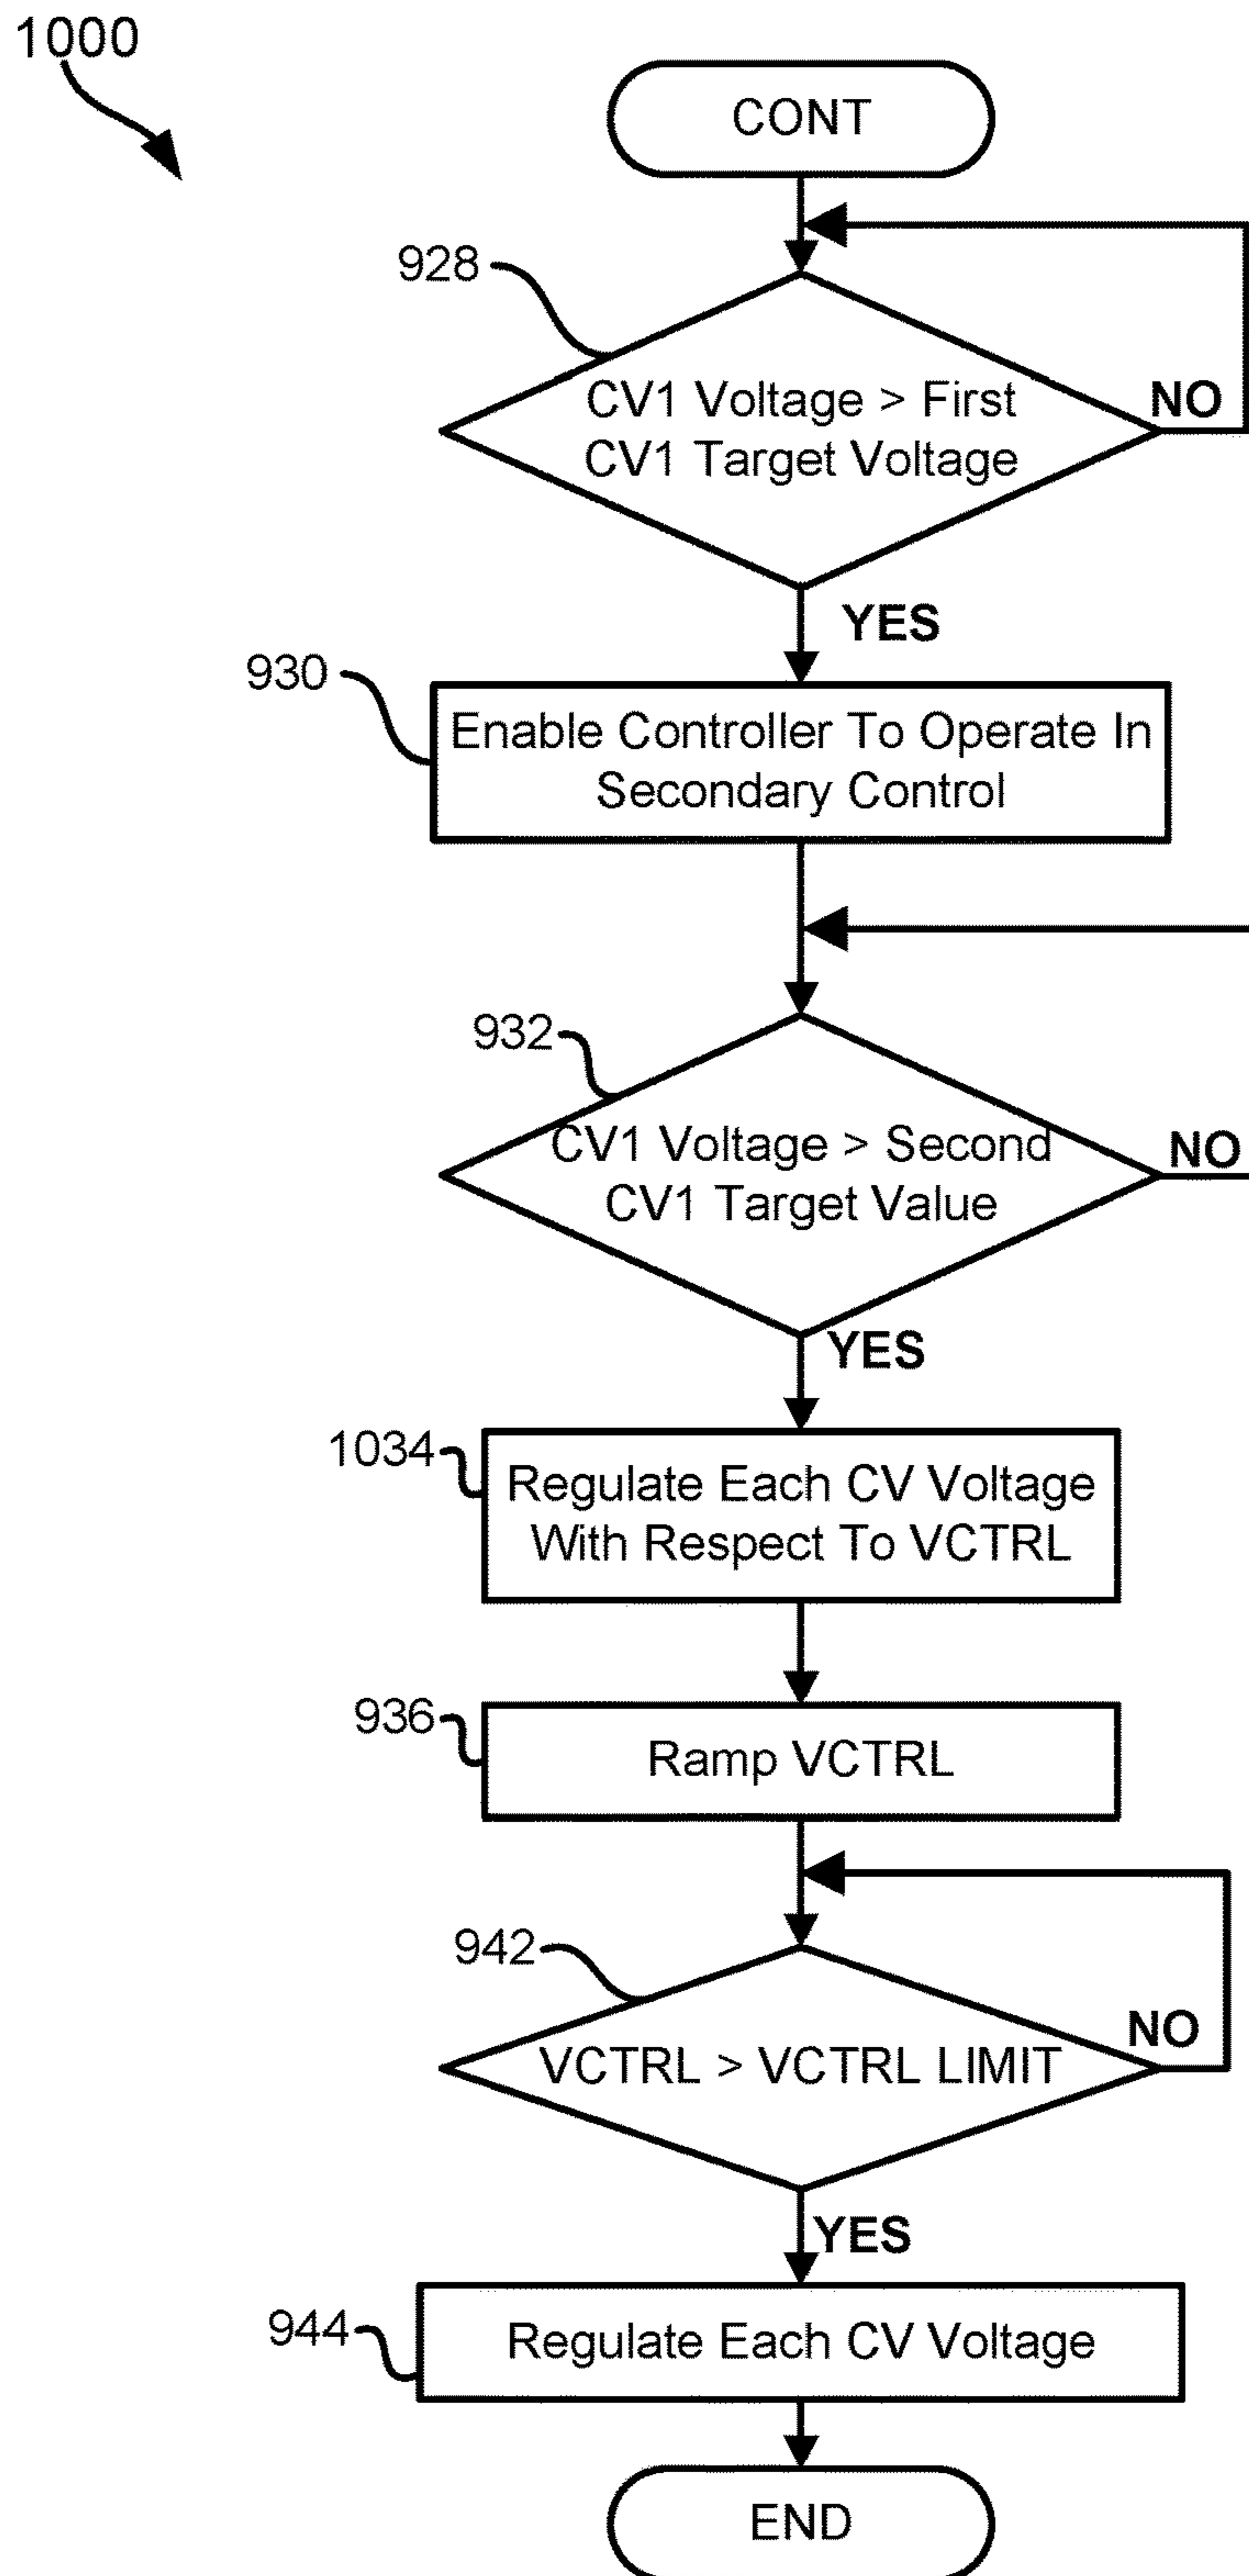 1000
CONT
928
CV1 Voltage > First
CV1 Target Voltage
NO
YES
930
Enable Controller To Operate In
Secondary Control
932
CV1 Voltage > Second
CV1 Target Value
NO
YES
1034
Regulate Each CV Voltage
With Respect To VCTRL
936
Ramp VCTRL
942
VCTRL > VCTRL LIMIT
NO
YES
944
Regulate Each CV Voltage
END